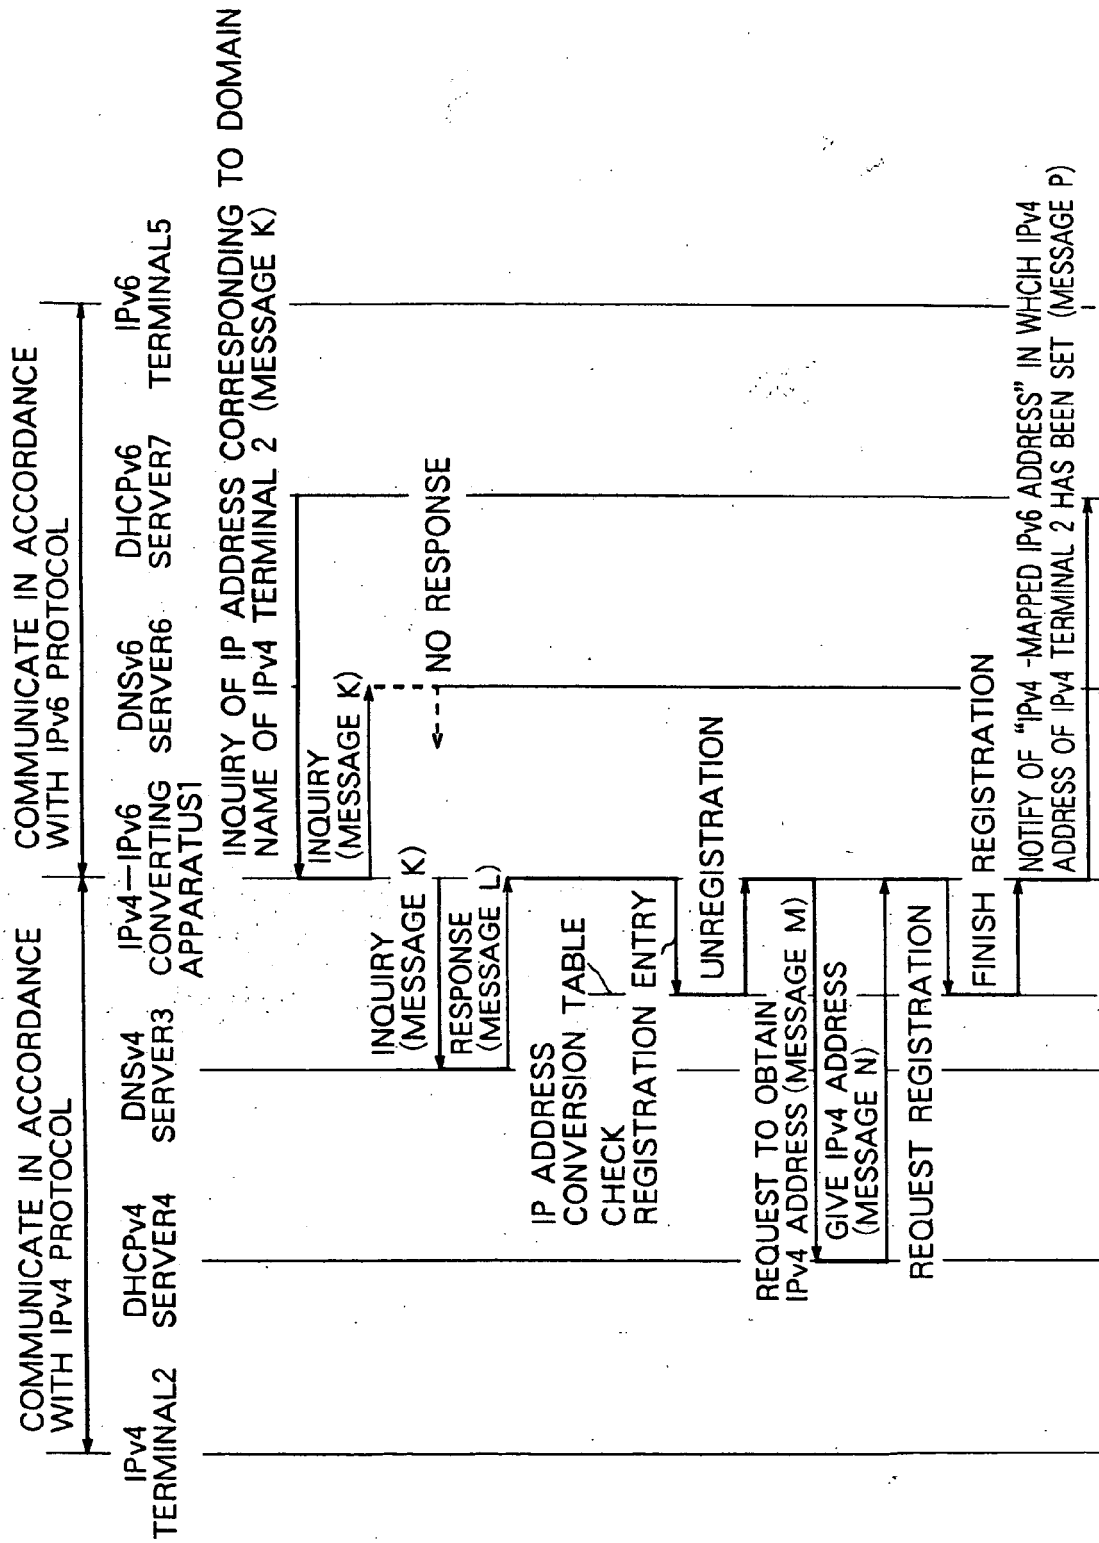 COMMUNICATE IN ACCORDANCE
WITH IPv4 PROTOCOL
COMMUNICATE IN ACCORDANCE
WITH IPv6 PROTOCOL
IPv4
TERMINAL2
DHCPv4
SERVER4
DNSv4
SERVER3
IPv4—IPv6
CONVERTING
APPARATUS1
DNSv6
SERVER6
DHCPv6
SERVER7
IPv6
TERMINAL5
INQUIRY OF IP ADDRESS CORRESPONDING TO DOMAIN
NAME OF IPv4 TERMINAL 2 (MESSAGE K)
INQUIRY
(MESSAGE K)
NO RESPONSE
INQUIRY
(MESSAGE K)
RESPONSE
(MESSAGE L)
IP ADDRESS
CONVERSION TABLE
CHECK
REGISTRATION ENTRY
UNREGISTRATION
REQUEST TO OBTAIN
IPv4 ADDRESS (MESSAGE M)
GIVE IPv4 ADDRESS
(MESSAGE N)
REQUEST REGISTRATION
FINISH REGISTRATION
NOTIFY OF "IPv4 -MAPPED IPv6 ADDRESS" IN WHCIH IPv4
ADDRESS OF IPv4 TERMINAL 2 HAS BEEN SET (MESSAGE P)